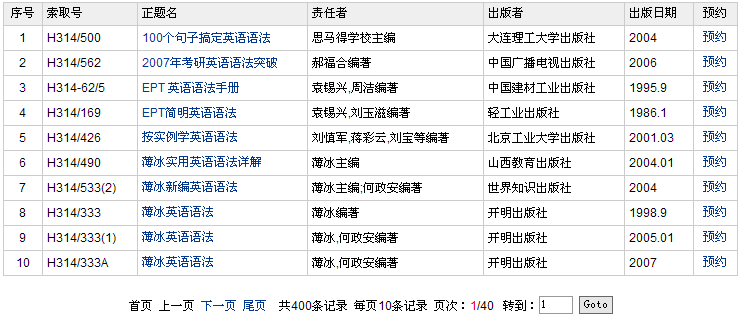 序号 索取号 正题名 责任者 出版者 出版日期 预约
1 H314/500 100个句子搞定英语语法 思马得学校主编 大连理工大学出版社 2004 预约
2 H314/562 2007年考研英语语法突破 郝福合编著 中国广播电视出版社 2006 预约
3 H314-62/5 EPT 英语语法手册 袁锡兴,周洁编著 中国建材工业出版社 1995.9 预约
4 H314/169 EPT简明英语语法 袁锡兴,刘玉滋编著 轻工业出版社 1986.1 预约
5 H314/426 按实例学英语语法 刘慎军,蒋彩云,刘宝等编著 北京工业大学出版社 2001.03 预约
6 H314/490 薄冰实用英语语法详解 薄冰主编 山西教育出版社 2004.01 预约
7 H314/533(2) 薄冰新编英语语法 薄冰主编;何政安编著 世界知识出版社 2004 预约
8 H314/333 薄冰英语语法 薄冰编著 开明出版社 1998.9 预约
9 H314/333(1) 薄冰英语语法 薄冰,何政安编著 开明出版社 2005.01 预约
10 H314/333A 薄冰英语语法 薄冰,何政安编著 开明出版社 2007 预约
首页 上一页 下一页 尾页 共400条记录 每页10条记录 页次：1/40 转到： 1 Goto